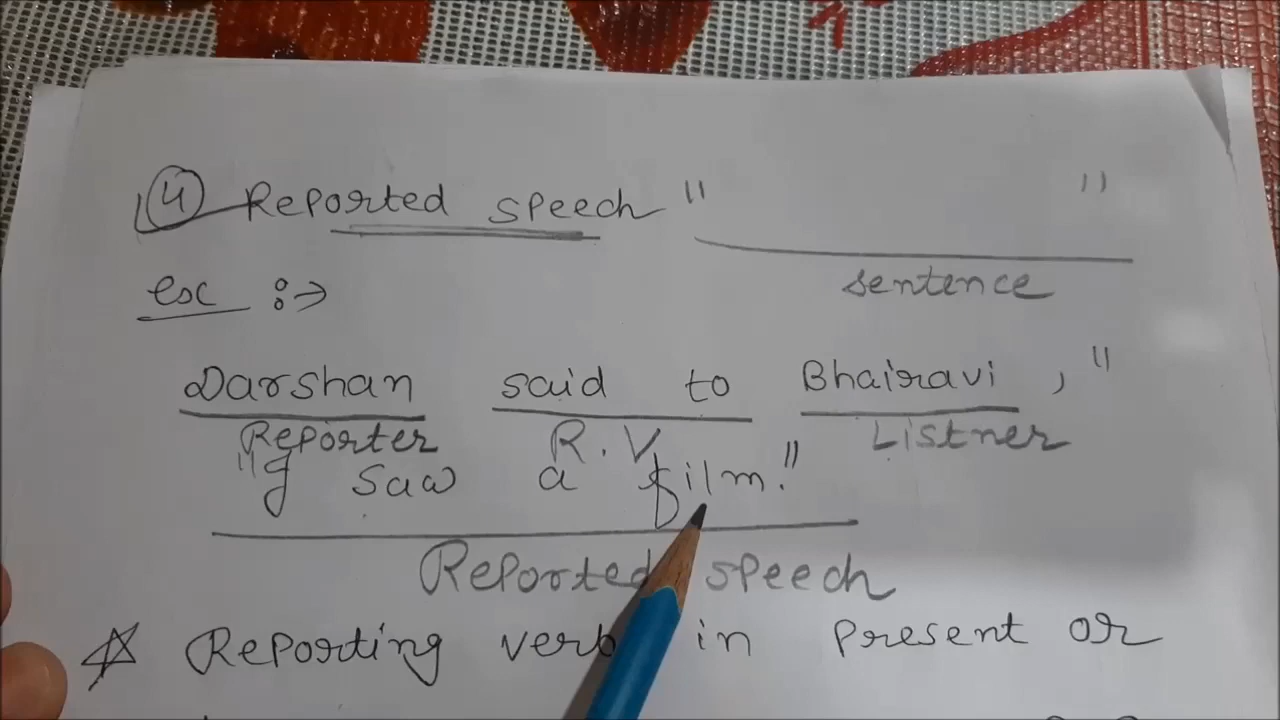 4 Reported speech " "
sentence
esc :->
Darshan said to Bhairavi , "
Reporter R.V Listner
"I saw a film."
Reported speech
☆ Reporting verb in present or